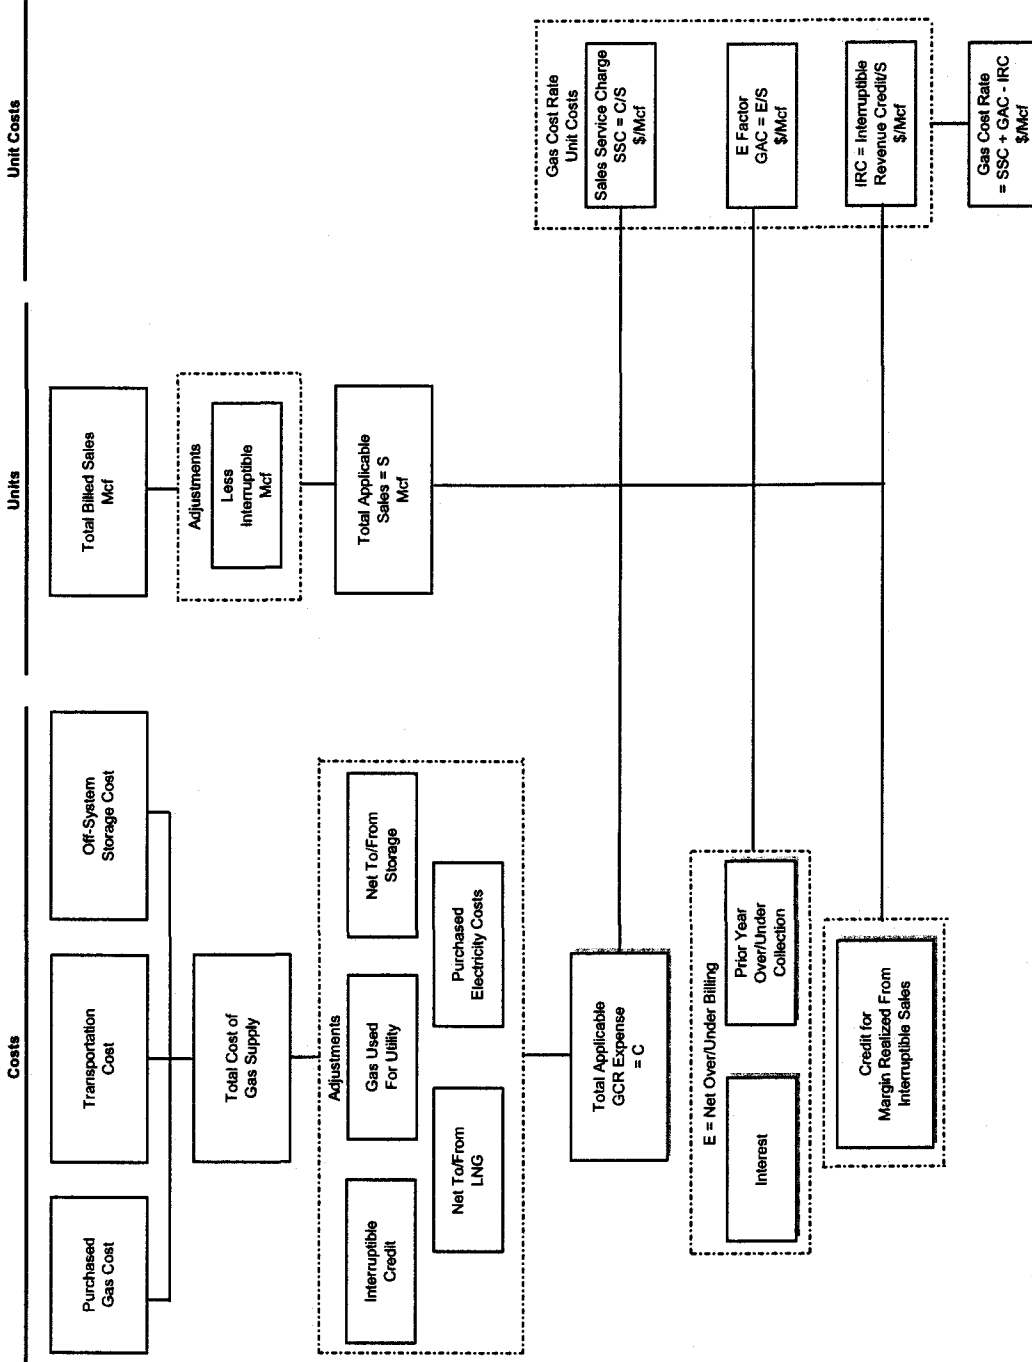 Costs
Units
Unit Costs
Purchased
Gas Cost
Transportation
Cost
Off-System
Storage Cost
Total Cost of
Gas Supply
Adjustments
Interruptible
Credit
Gas Used
For Utility
Net To/From
Storage
Net To/From
LNG
Purchased
Electricity Costs
Total Applicable
GCR Expense
= C
E = Net Over/Under Billing
Interest
Prior Year
Over/Under
Collection
Credit for
Margin Realized From
Interruptible Sales
Total Billed Sales
Mcf
Adjustments
Less
Interruptible
Mcf
Total Applicable
Sales = S
Mcf
Gas Cost Rate
Unit Costs
Sales Service Charge
SSC = C/S
$/Mcf
E Factor
GAC = E/S
$/Mcf
IRC = Interruptible
Revenue Credit/S
$/Mcf
Gas Cost Rate
= SSC + GAC - IRC
$/Mcf